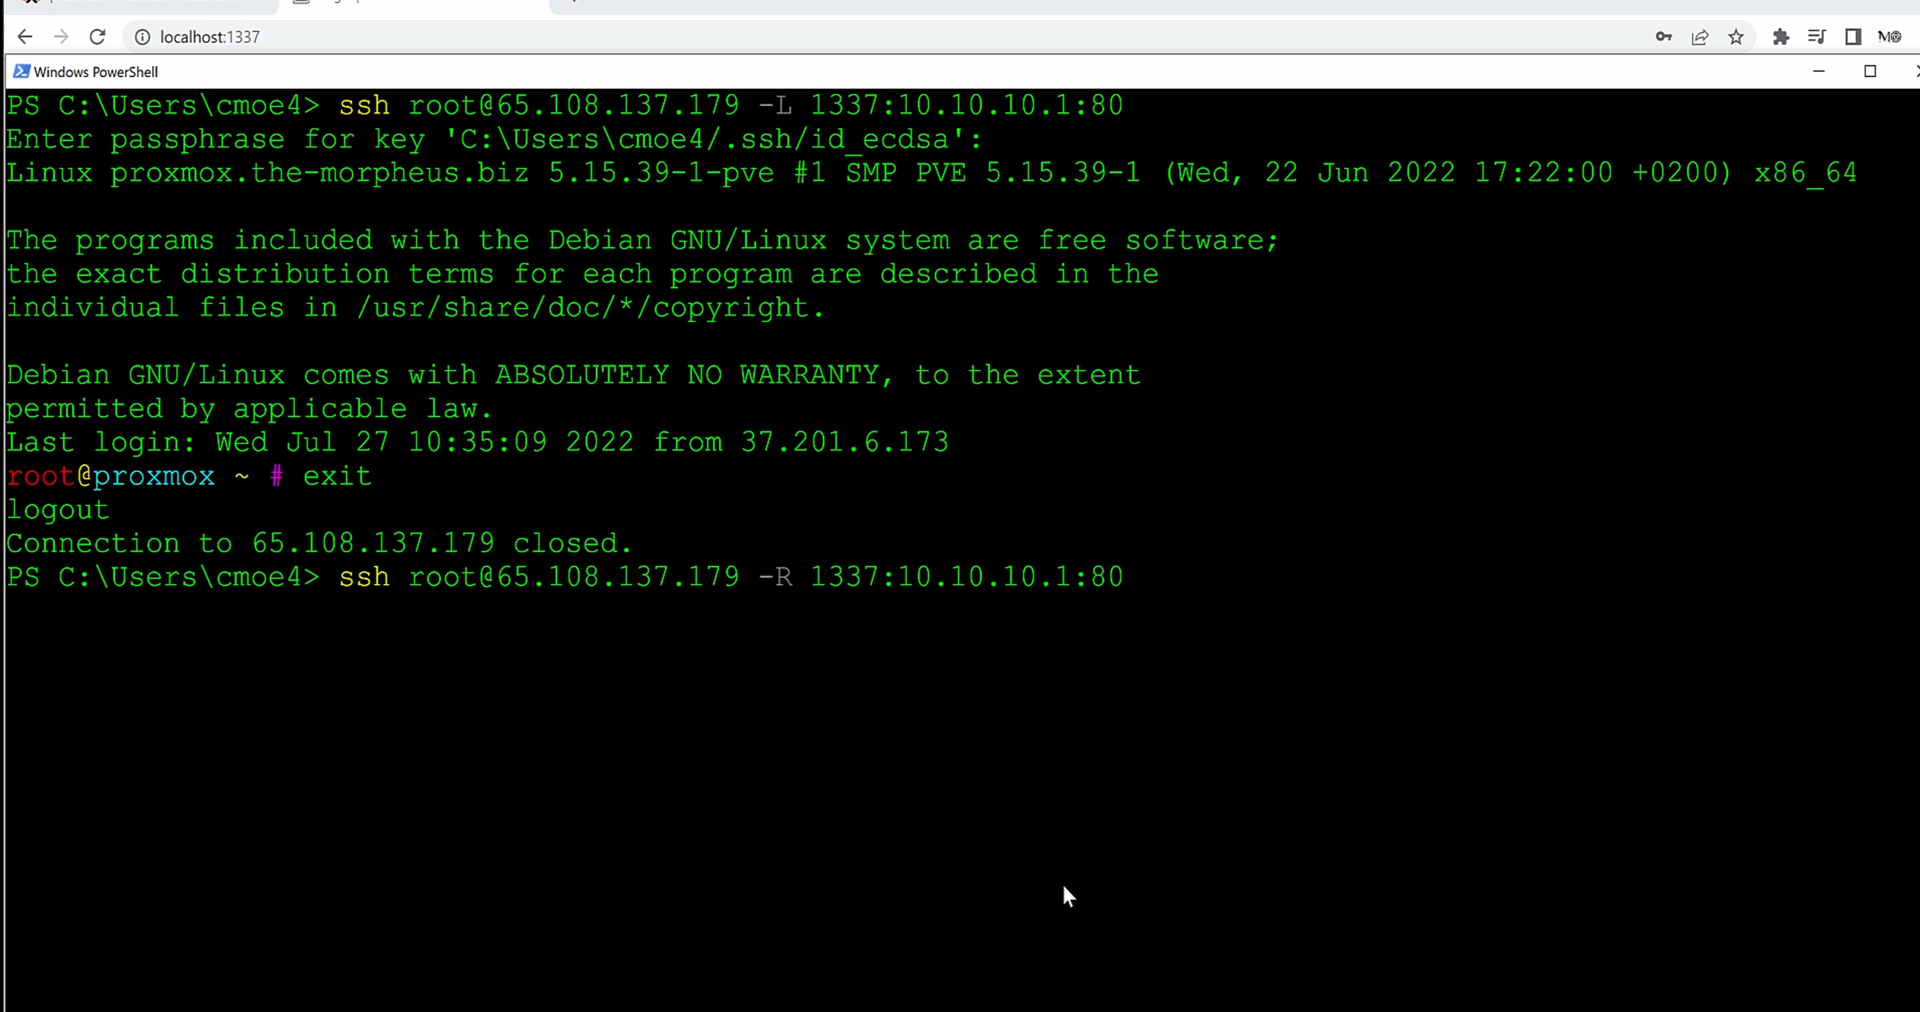 localhost:1337
Windows PowerShell
PS C:\Users\cmoe4> ssh root@65.108.137.179 -L 1337:10.10.10.1:80
Enter passphrase for key 'C:\Users\cmoe4/.ssh/id_ecdsa':
Linux proxmox.the-morpheus.biz 5.15.39-1-pve #1 SMP PVE 5.15.39-1 (Wed, 22 Jun 2022 17:22:00 +0200) x86_64
The programs included with the Debian GNU/Linux system are free software;
the exact distribution terms for each program are described in the
individual files in /usr/share/doc/*/copyright.
Debian GNU/Linux comes with ABSOLUTELY NO WARRANTY, to the extent
permitted by applicable law.
Last login: Wed Jul 27 10:35:09 2022 from 37.201.6.173
root@proxmox ~ # exit
logout
Connection to 65.108.137.179 closed.
PS C:\Users\cmoe4> ssh root@65.108.137.179 -R 1337:10.10.10.1:80